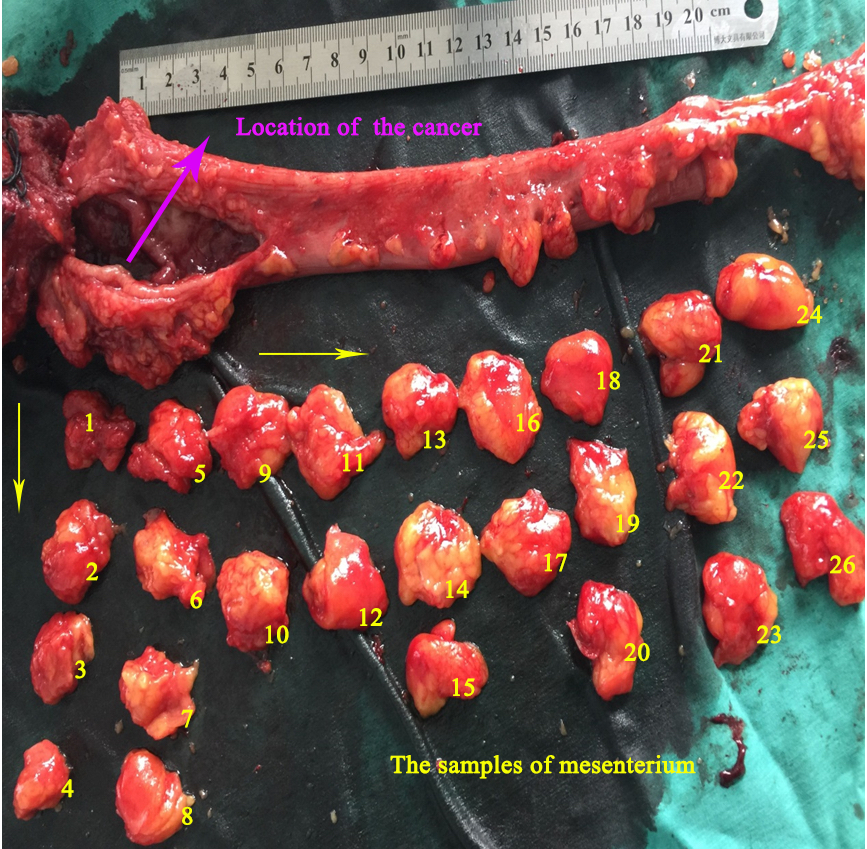 1 2 3 4 5 6 7 8 9 10 11 12 13 14 15 16 17 18 19 20 cm
Location of the cancer
24
21
18
13 16
1 5 9 11
25
22
19
2 6 10 12 14 17
26
23
20
3 7 15
The samples of mesenterium
4 8